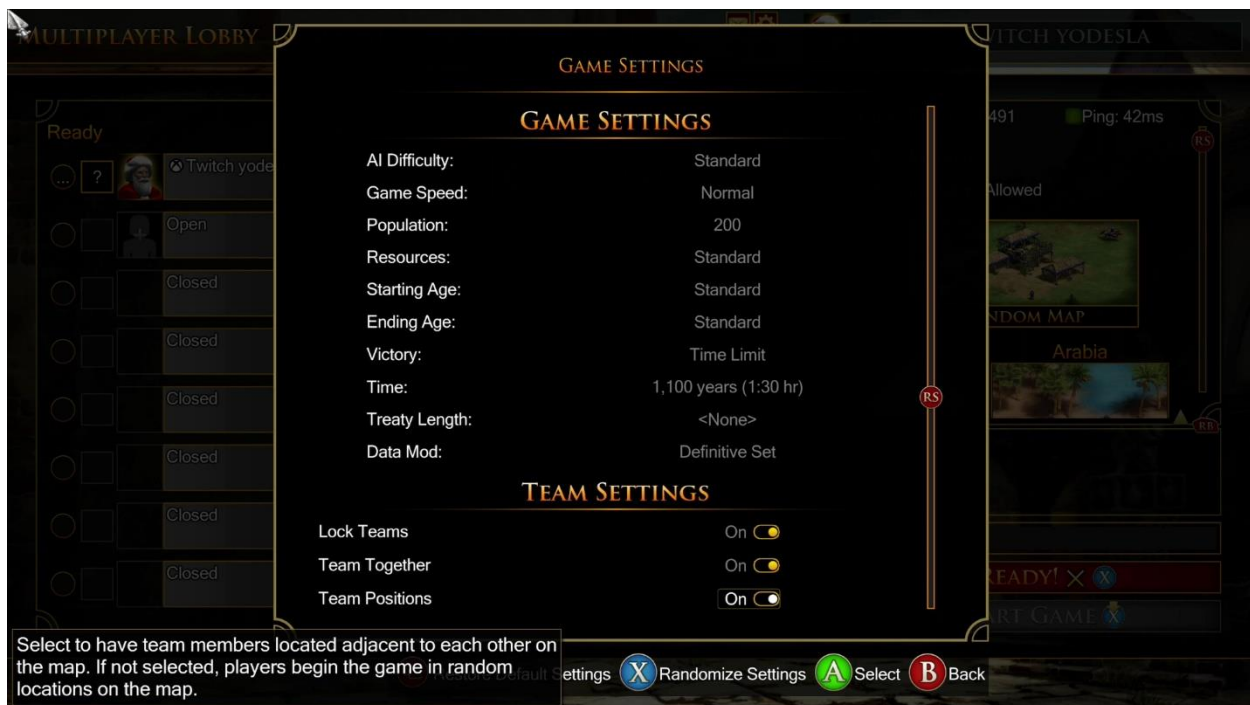 MULTIPLAYER LOBBY
ITCH YODESLA
GAME SETTINGS
GAME SETTINGS
AI Difficulty: Standard
Game Speed: Normal
Population: 200
Resources: Standard
Starting Age: Standard
Ending Age: Standard
Victory: Time Limit
Time: 1,100 years (1:30 hr)
Treaty Length: <None>
Data Mod: Definitive Set
TEAM SETTINGS
Lock Teams On
Team Together On
Team Positions On
RS
Ready
... ? Twitch yode
Open
Closed
Closed
Closed
Closed
Closed
Closed
491 Ping: 42ms
RS
Allowed
NDOM MAP
Arabia
RB
EADY! X
RT GAME X
Select to have team members located adjacent to each other on
the map. If not selected, players begin the game in random
locations on the map.
Restore Default Settings X Randomize Settings A Select B Back